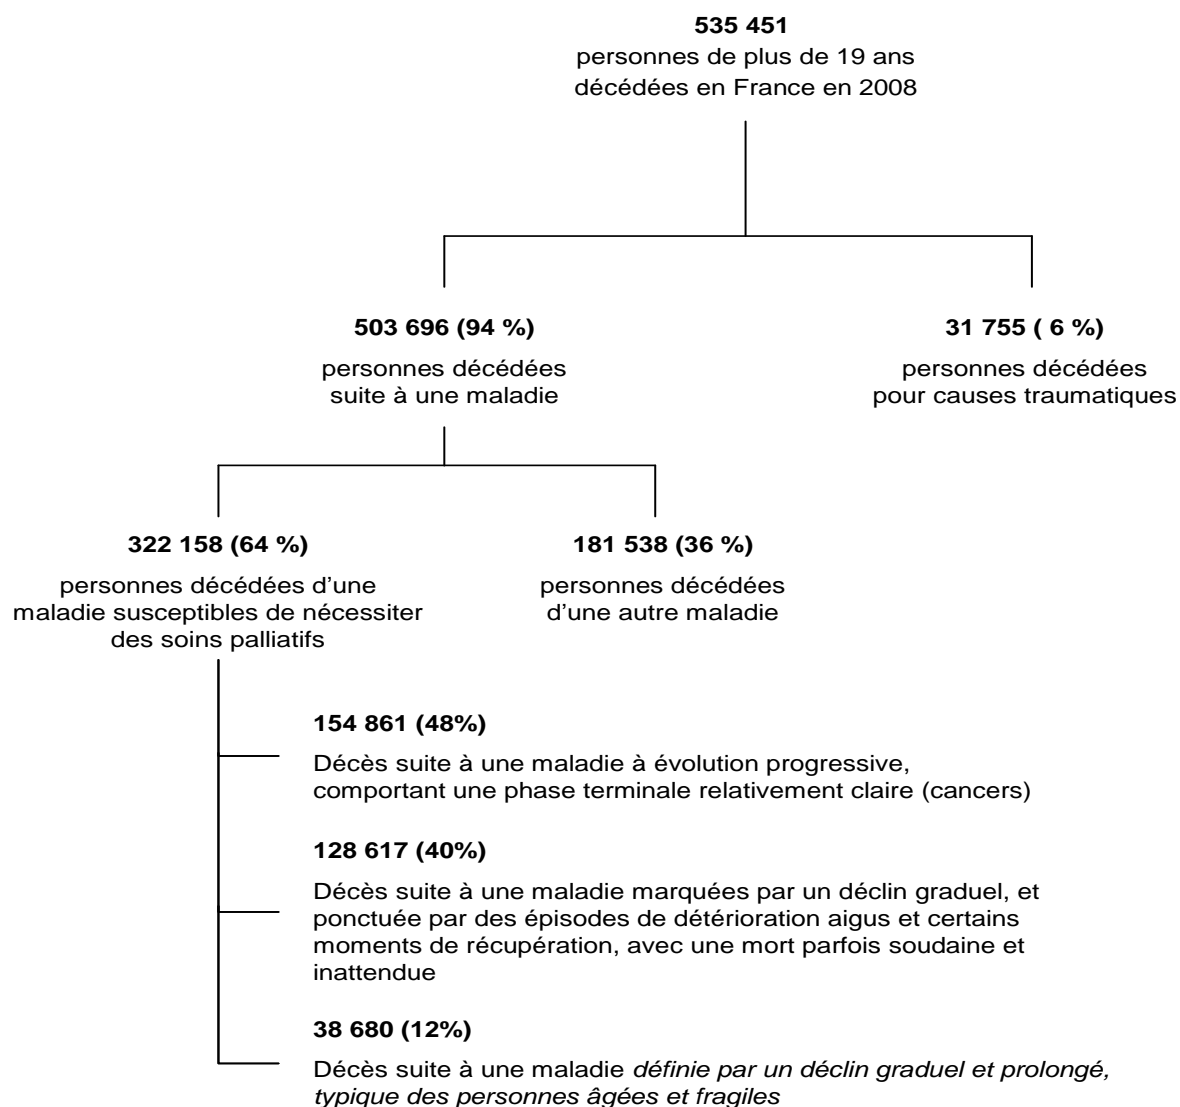 535 451
personnes de plus de 19 ans
décédées en France en 2008
503 696 (94 %)
personnes décédées
suite à une maladie
31 755 ( 6 %)
personnes décédées
pour causes traumatiques
322 158 (64 %)
personnes décédées d'une
maladie susceptibles de nécessiter
des soins palliatifs
181 538 (36 %)
personnes décédées
d'une autre maladie
154 861 (48%)
Décès suite à une maladie à évolution progressive,
comportant une phase terminale relativement claire (cancers)
128 617 (40%)
Décès suite à une maladie marquées par un déclin graduel, et
ponctuée par des épisodes de détérioration aigus et certains
moments de récupération, avec une mort parfois soudaine et
inattendue
38 680 (12%)
Décès suite à une maladie définie par un déclin graduel et prolongé,
typique des personnes âgées et fragiles